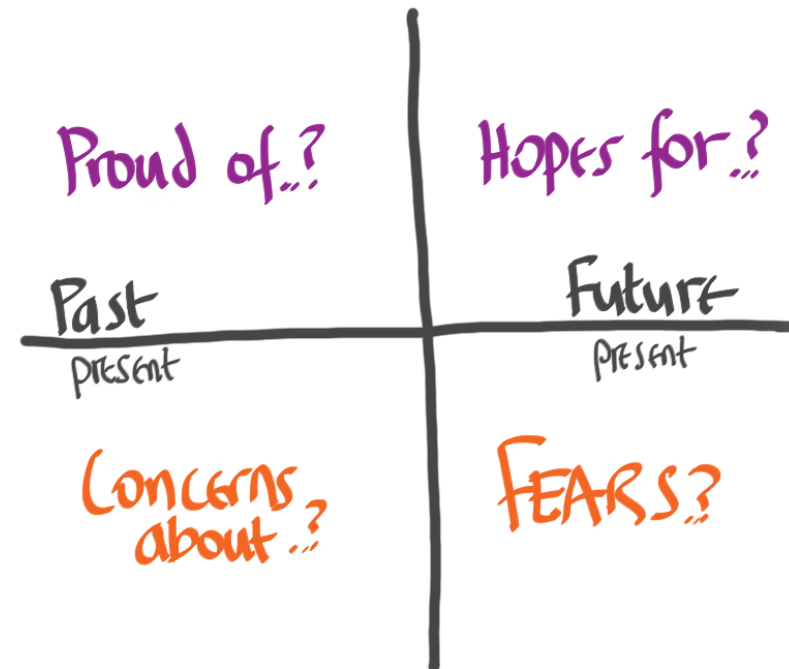 Proud of...?
Hopes for...?
Past
Future
present
present
Concerns
about...?
FEARS...?